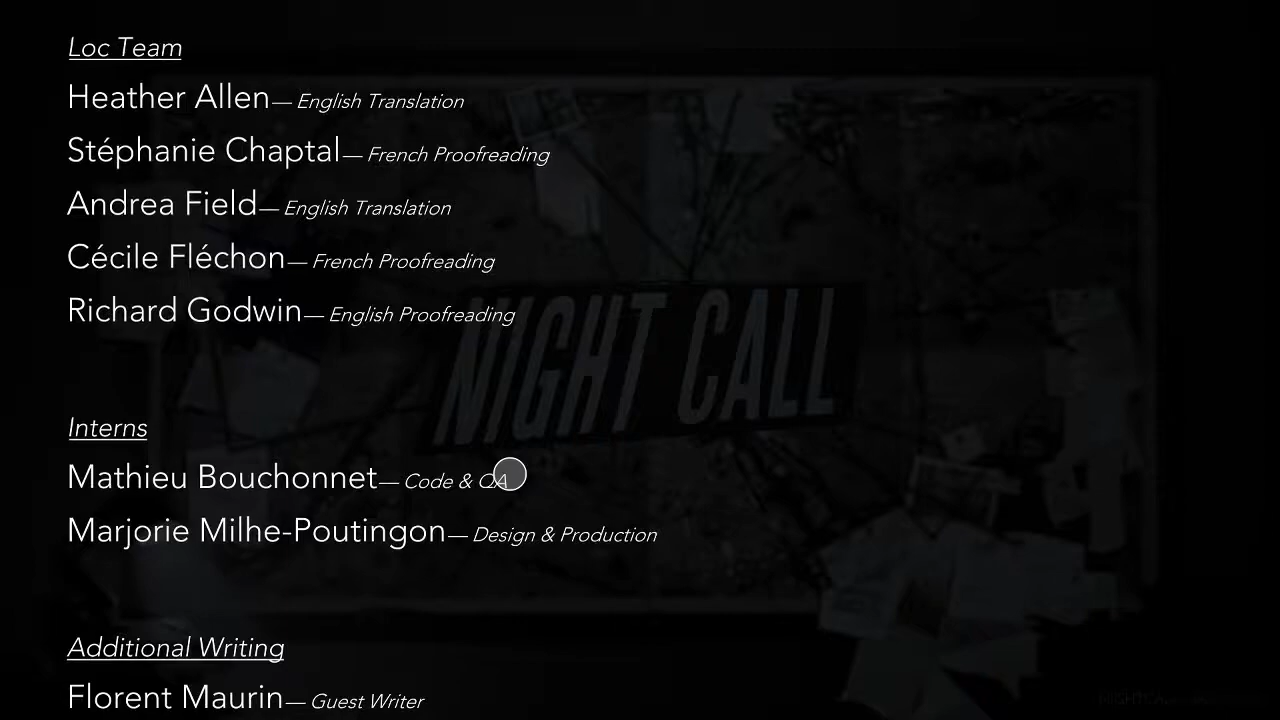 Loc Team
Heather Allen— English Translation
Stéphanie Chaptal— French Proofreading
Andrea Field— English Translation
Cécile Fléchon— French Proofreading
Richard Godwin— English Proofreading
NIGHT CALL
Interns
Mathieu Bouchonnet— Code & QA
Marjorie Milhe-Poutingon— Design & Production
Additional Writing
Florent Maurin— Guest Writer